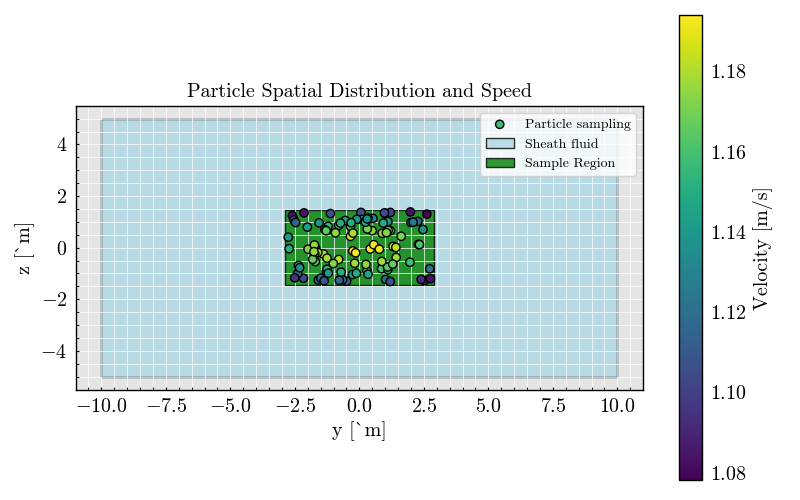 Particle Spatial Distribution and Speed
Particle sampling
Sheath fluid
Sample Region
4
2
0
−2
−4
z [`m]
−10.0 −7.5 −5.0 −2.5 0.0 2.5 5.0 7.5 10.0
y [`m]
1.18
1.16
1.14
1.12
1.10
1.08
Velocity [m/s]